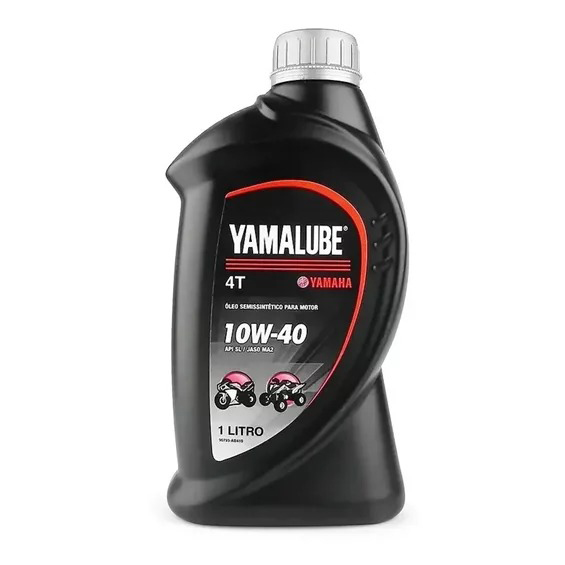 YAMALUBE®
4T
YAMAHA
ÓLEO SEMISSINTÉTICO PARA MOTOR
10W-40
API SL / JASO MA2
1 LITRO